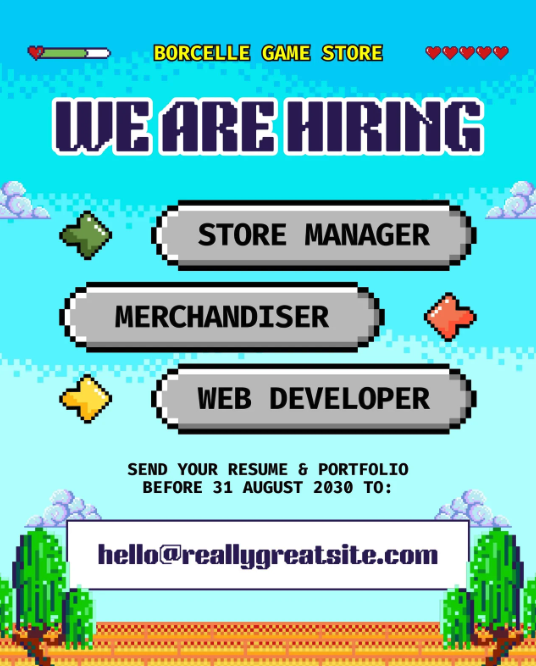 BORCELLE GAME STORE
WE ARE HIRING
STORE MANAGER
MERCHANDISER
WEB DEVELOPER
SEND YOUR RESUME & PORTFOLIO
BEFORE 31 AUGUST 2030 TO:
hello@reallygreatsite.com